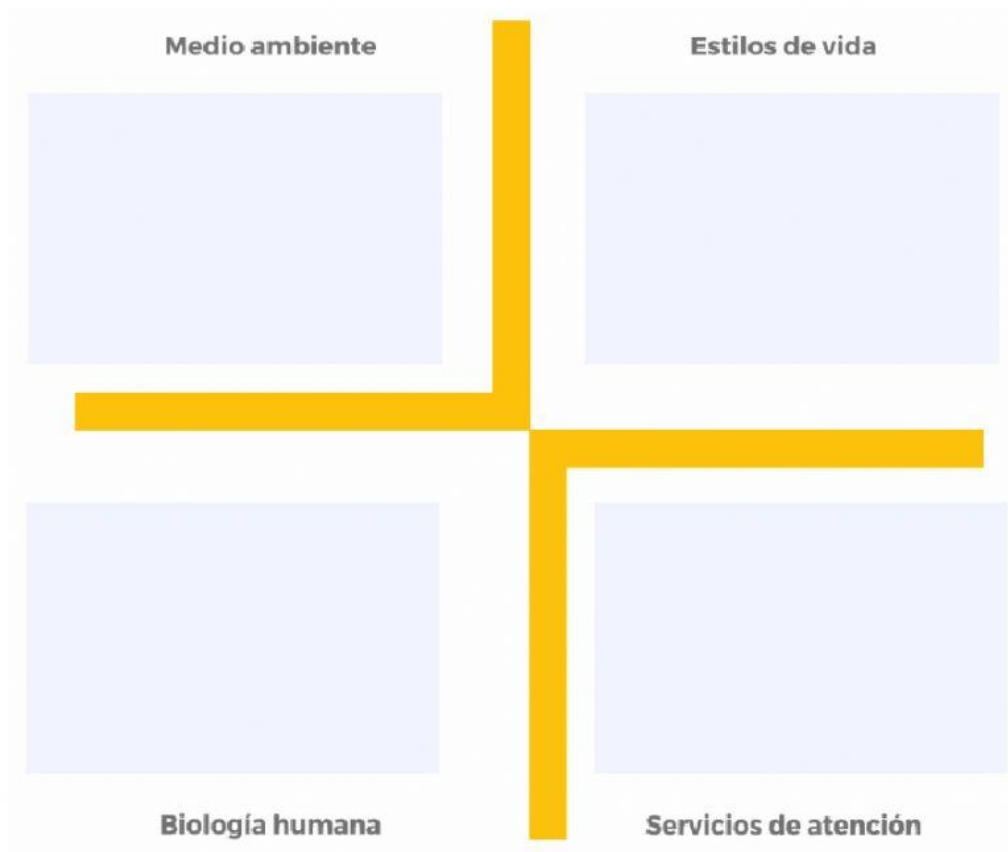 Medio ambiente
Estilos de vida
Biología humana
Servicios de atención